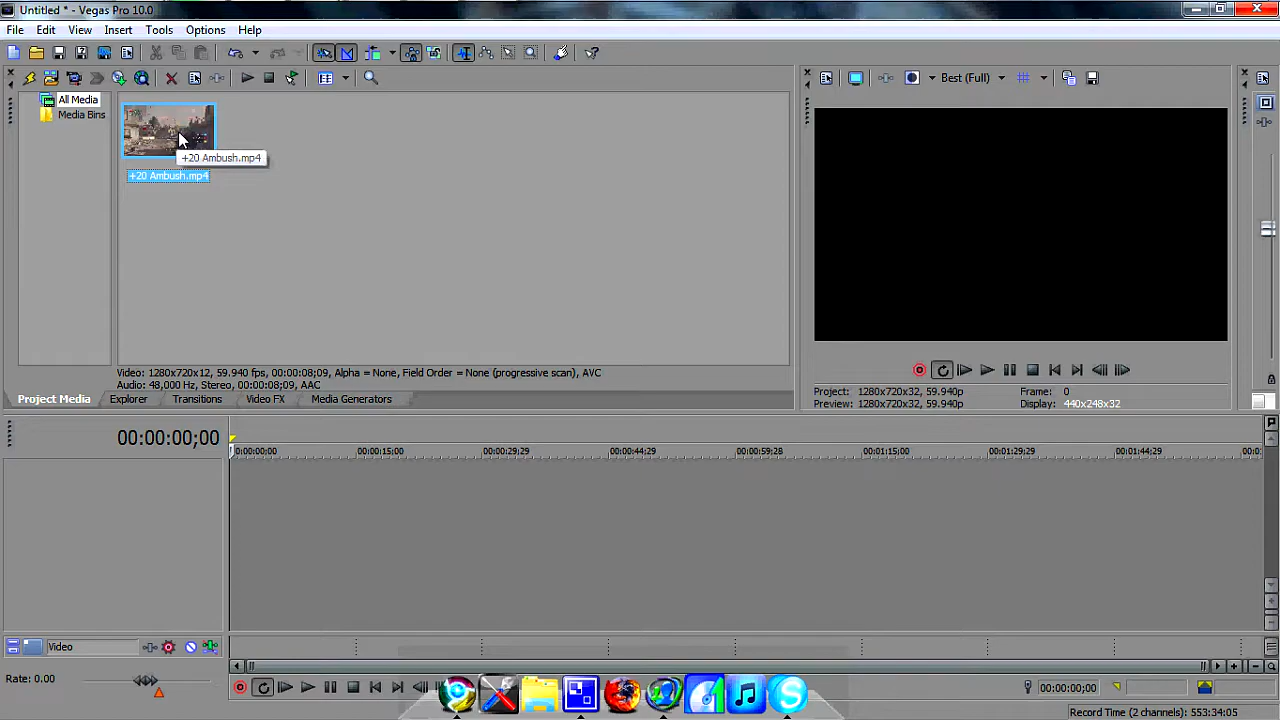 Untitled * - Vegas Pro 10.0
File Edit View Insert Tools Options Help
Best (Full)
All Media
Media Bins
+20 Ambush.mp4
+20 Ambush.mp4
Video: 1280x720x12, 59.940 fps, 00:00:08;09, Alpha = None, Field Order = None (progressive scan), AVC
Audio: 48,000 Hz, Stereo, 00:00:08;09, AAC
Project Media Explorer Transitions Video FX Media Generators
Project: 1280x720x32, 59.940p Frame: 0
Preview: 1280x720x32, 59.940p Display: 440x248x32
00:00:00;00
00:00:00;00 00:00:15;00 00:00:29;29 00:00:44;29 00:00:59;28 00:01:15;00 00:01:29;29 00:01:44;29 00:0
Video
Rate: 0.00
00:00:00;00
Record Time (2 channels): 553:34:05